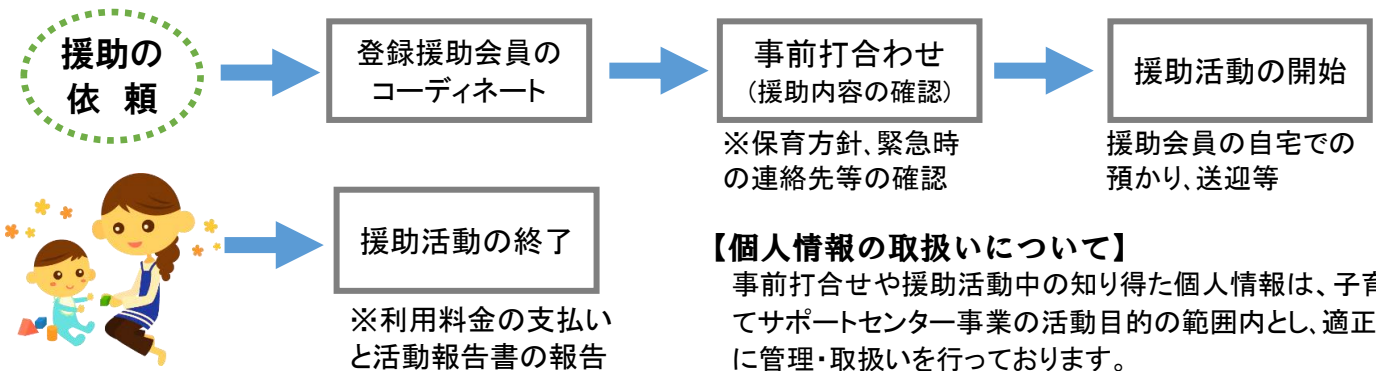 援助の
依 頼
登録援助会員の
コーディネート
事前打合わせ
(援助内容の確認)
※保育方針、緊急時
の連絡先等の確認
援助活動の開始
援助会員の自宅での
預かり、送迎等
援助活動の終了
※利用料金の支払い
と活動報告書の報告
【個人情報の取扱いについて】
事前打合せや援助活動中の知り得た個人情報は、子育
てサポートセンター事業の活動目的の範囲内とし、適正
に管理・取扱いを行っております。